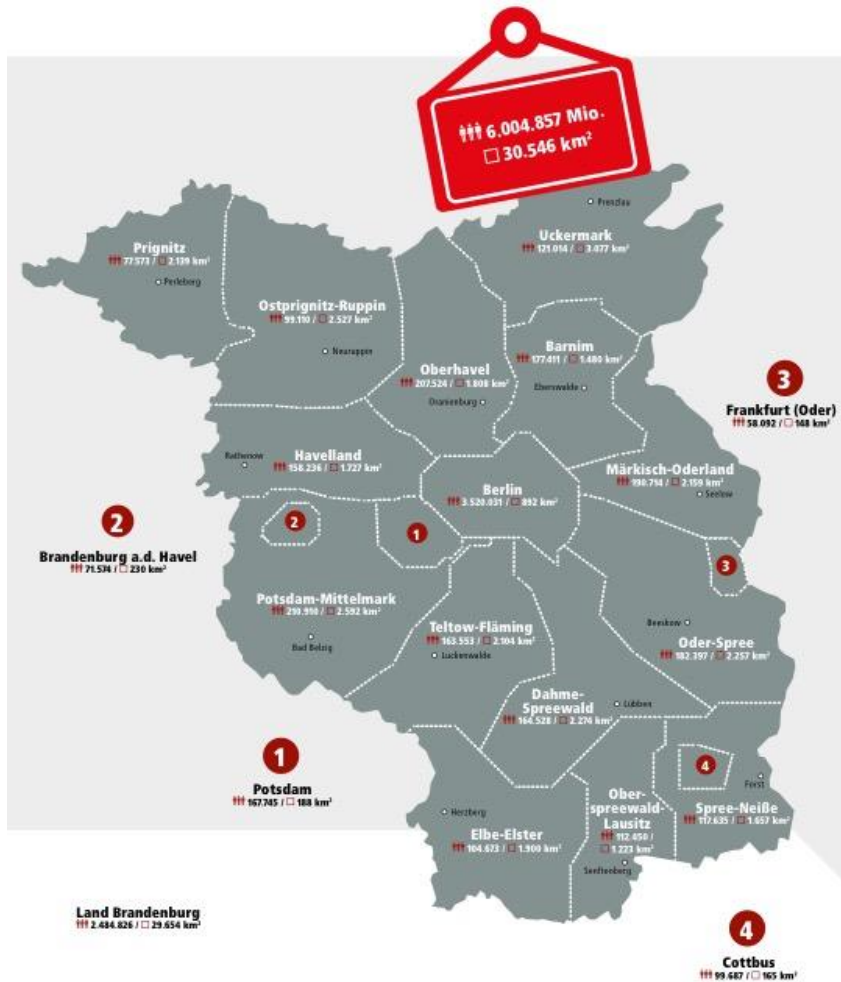 6.004.857 Mio.
30.546 km²
Prenzlau
Uckermark
121.014 / 3.077 km²
Prignitz
77.573 / 2.139 km²
Perleberg
Ostprignitz-Ruppin
99.110 / 2.527 km²
Neuruppin
Barnim
177.411 / 1.480 km²
Eberswalde
Oberhavel
207.524 / 1.808 km²
Oranienburg
3
Frankfurt (Oder)
58.092 / 148 km²
Havelland
158.236 / 1.727 km²
Rathenow
Märkisch-Oderland
190.714 / 2.159 km²
Seelow
Berlin
3.520.031 / 892 km²
2
Brandenburg a.d. Havel
71.574 / 230 km²
2
1
3
Potsdam-Mittelmark
210.910 / 2.592 km²
Bad Belzig
Teltow-Fläming
163.553 / 2.104 km²
Luckenwalde
Beeskow
Oder-Spree
182.397 / 2.257 km²
Dahme-
Spreewald
164.528 / 2.274 km²
Lübben
1
Potsdam
167.745 / 188 km²
4
Forst
Spree-Neiße
117.635 / 1.657 km²
Ober-
spreewald-
Lausitz
112.450 /
1.223 km²
Senftenberg
Herzberg
Elbe-Elster
104.673 / 1.900 km²
Land Brandenburg
2.484.826 / 29.654 km²
4
Cottbus
99.687 / 165 km²